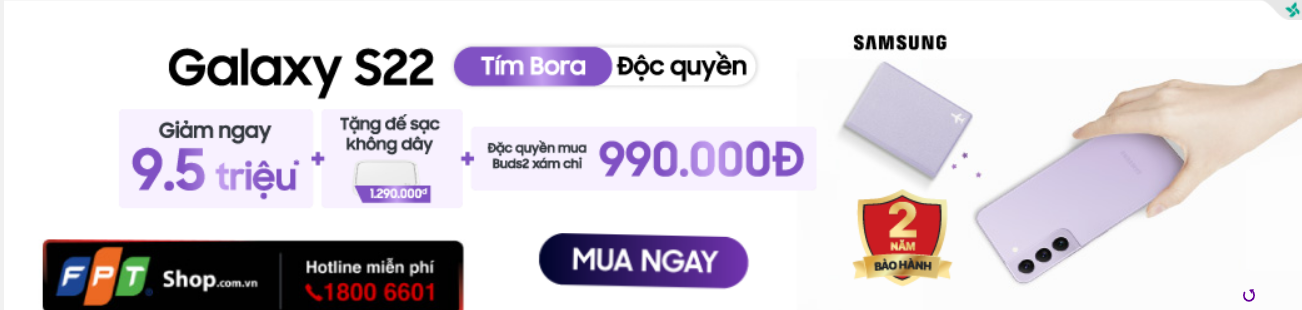 SAMSUNG
Galaxy S22 Tím Bora Độc quyền
Giảm ngay
9.5 triệu*
+
Tặng đế sạc
không dây
1.290.000đ
+
Đặc quyền mua
Buds2 xám chì
990.000Đ
2
NĂM
BẢO HÀNH
FPT Shop.com.vn
Hotline miễn phí
1800 6601
MUA NGAY